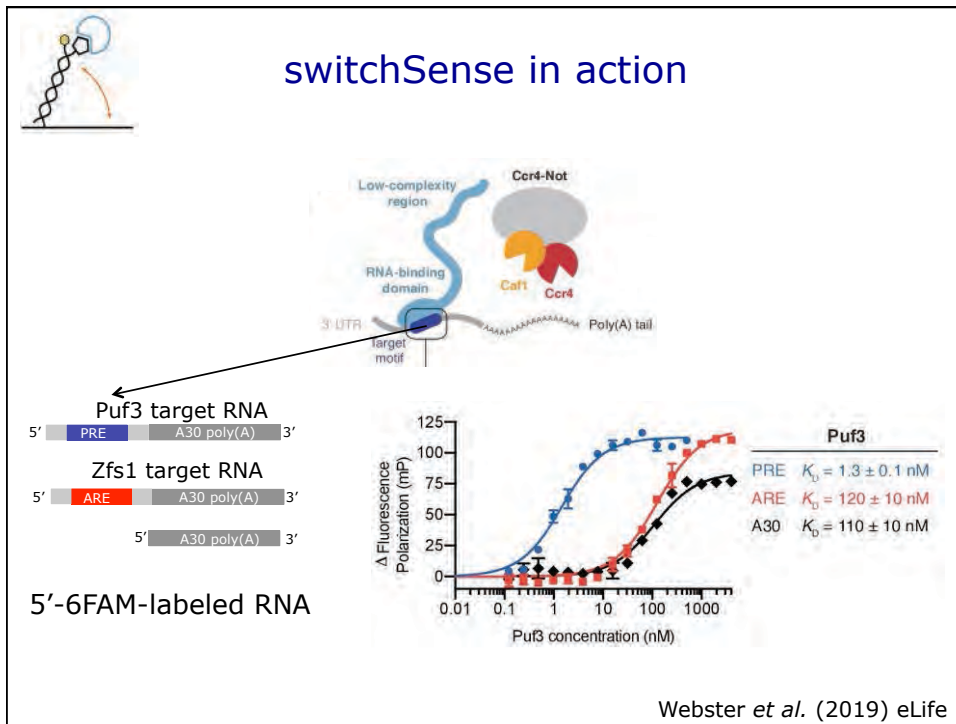 switchSense in action
Low-complexity
region
Ccr4-Not
RNA-binding
domain
Caf1
Ccr4
3' UTR
Poly(A) tail
Target
motif
Puf3 target RNA
5′ PRE A30 poly(A) 3′
Zfs1 target RNA
5′ ARE A30 poly(A) 3′
5′ A30 poly(A) 3′
5′-6FAM-labeled RNA
Δ Fluorescence
Polarization (mP)
125
100
75
50
25
0
0.01 0.1 1 10 100 1000
Puf3 concentration (nM)
Puf3
PRE K_D = 1.3 ± 0.1 nM
ARE K_D = 120 ± 10 nM
A30 K_D = 110 ± 10 nM
Webster et al. (2019) eLife